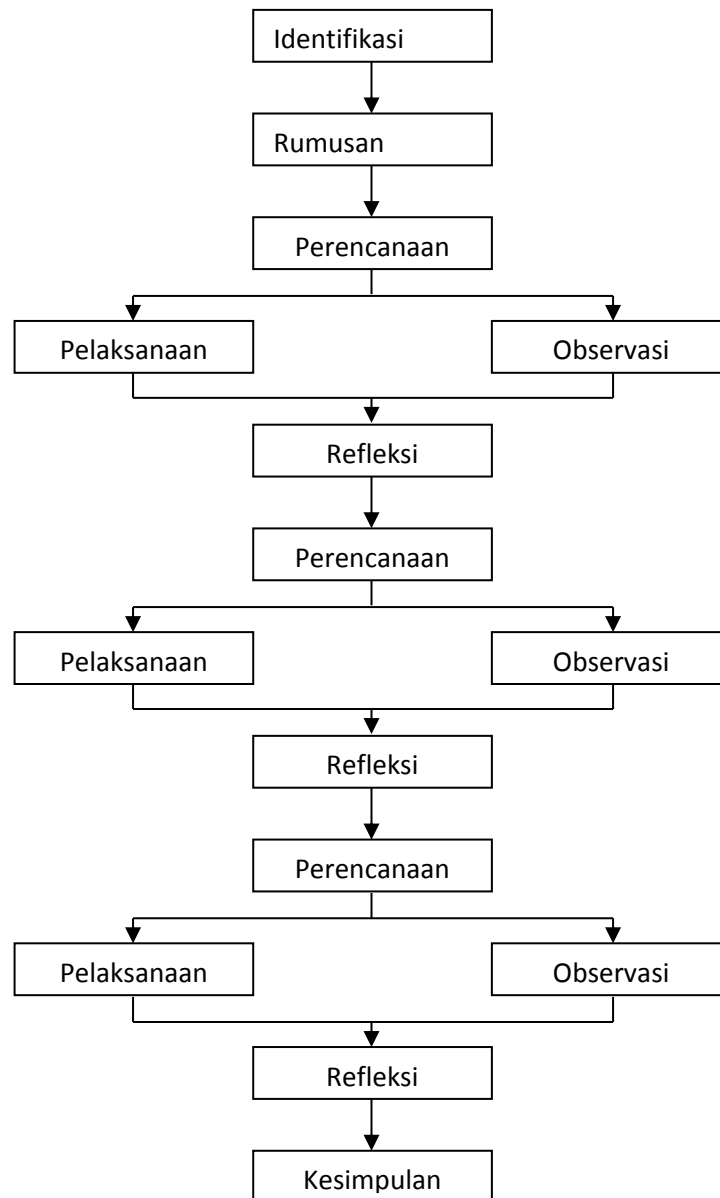 Identifikasi
Rumusan
Perencanaan
Pelaksanaan
Observasi
Refleksi
Perencanaan
Pelaksanaan
Observasi
Refleksi
Perencanaan
Pelaksanaan
Observasi
Refleksi
Kesimpulan